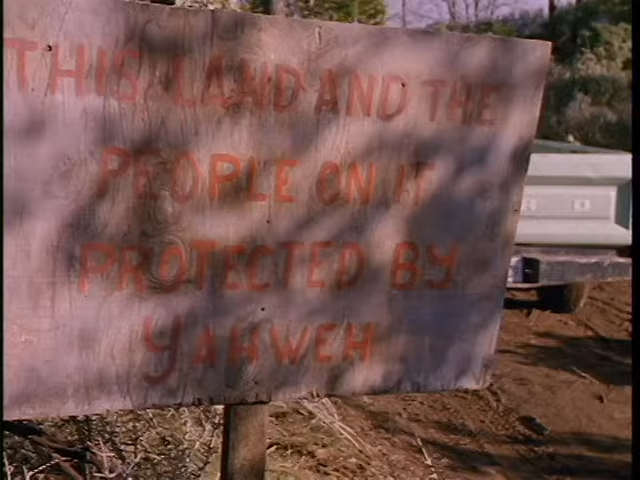 THIS LAND AND THE
PEOPLE ON IT
PROTECTED BY
YAHWEH